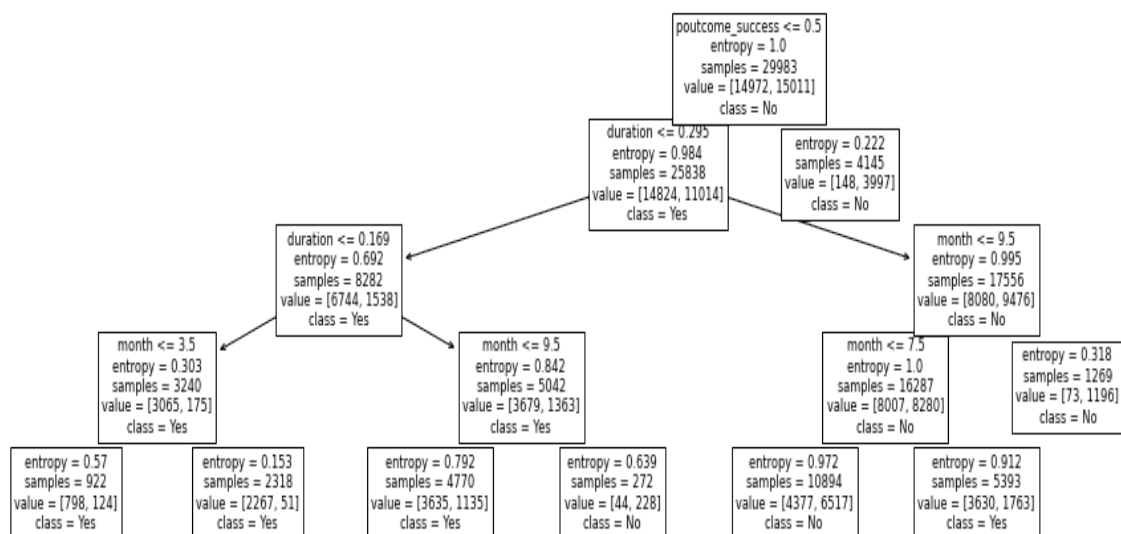 poutcome_success <= 0.5
entropy = 1.0
samples = 29983
value = [14972, 15011]
class = No
duration <= 0.295
entropy = 0.984
samples = 25838
value = [14824, 11014]
class = Yes
entropy = 0.222
samples = 4145
value = [148, 3997]
class = No
duration <= 0.169
entropy = 0.692
samples = 8282
value = [6744, 1538]
class = Yes
month <= 9.5
entropy = 0.995
samples = 17556
value = [8080, 9476]
class = No
month <= 3.5
entropy = 0.303
samples = 3240
value = [3065, 175]
class = Yes
month <= 9.5
entropy = 0.842
samples = 5042
value = [3679, 1363]
class = Yes
month <= 7.5
entropy = 1.0
samples = 16287
value = [8007, 8280]
class = No
entropy = 0.318
samples = 1269
value = [73, 1196]
class = No
entropy = 0.57
samples = 922
value = [798, 124]
class = Yes
entropy = 0.153
samples = 2318
value = [2267, 51]
class = Yes
entropy = 0.792
samples = 4770
value = [3635, 1135]
class = Yes
entropy = 0.639
samples = 272
value = [44, 228]
class = No
entropy = 0.972
samples = 10894
value = [4377, 6517]
class = No
entropy = 0.912
samples = 5393
value = [3630, 1763]
class = Yes